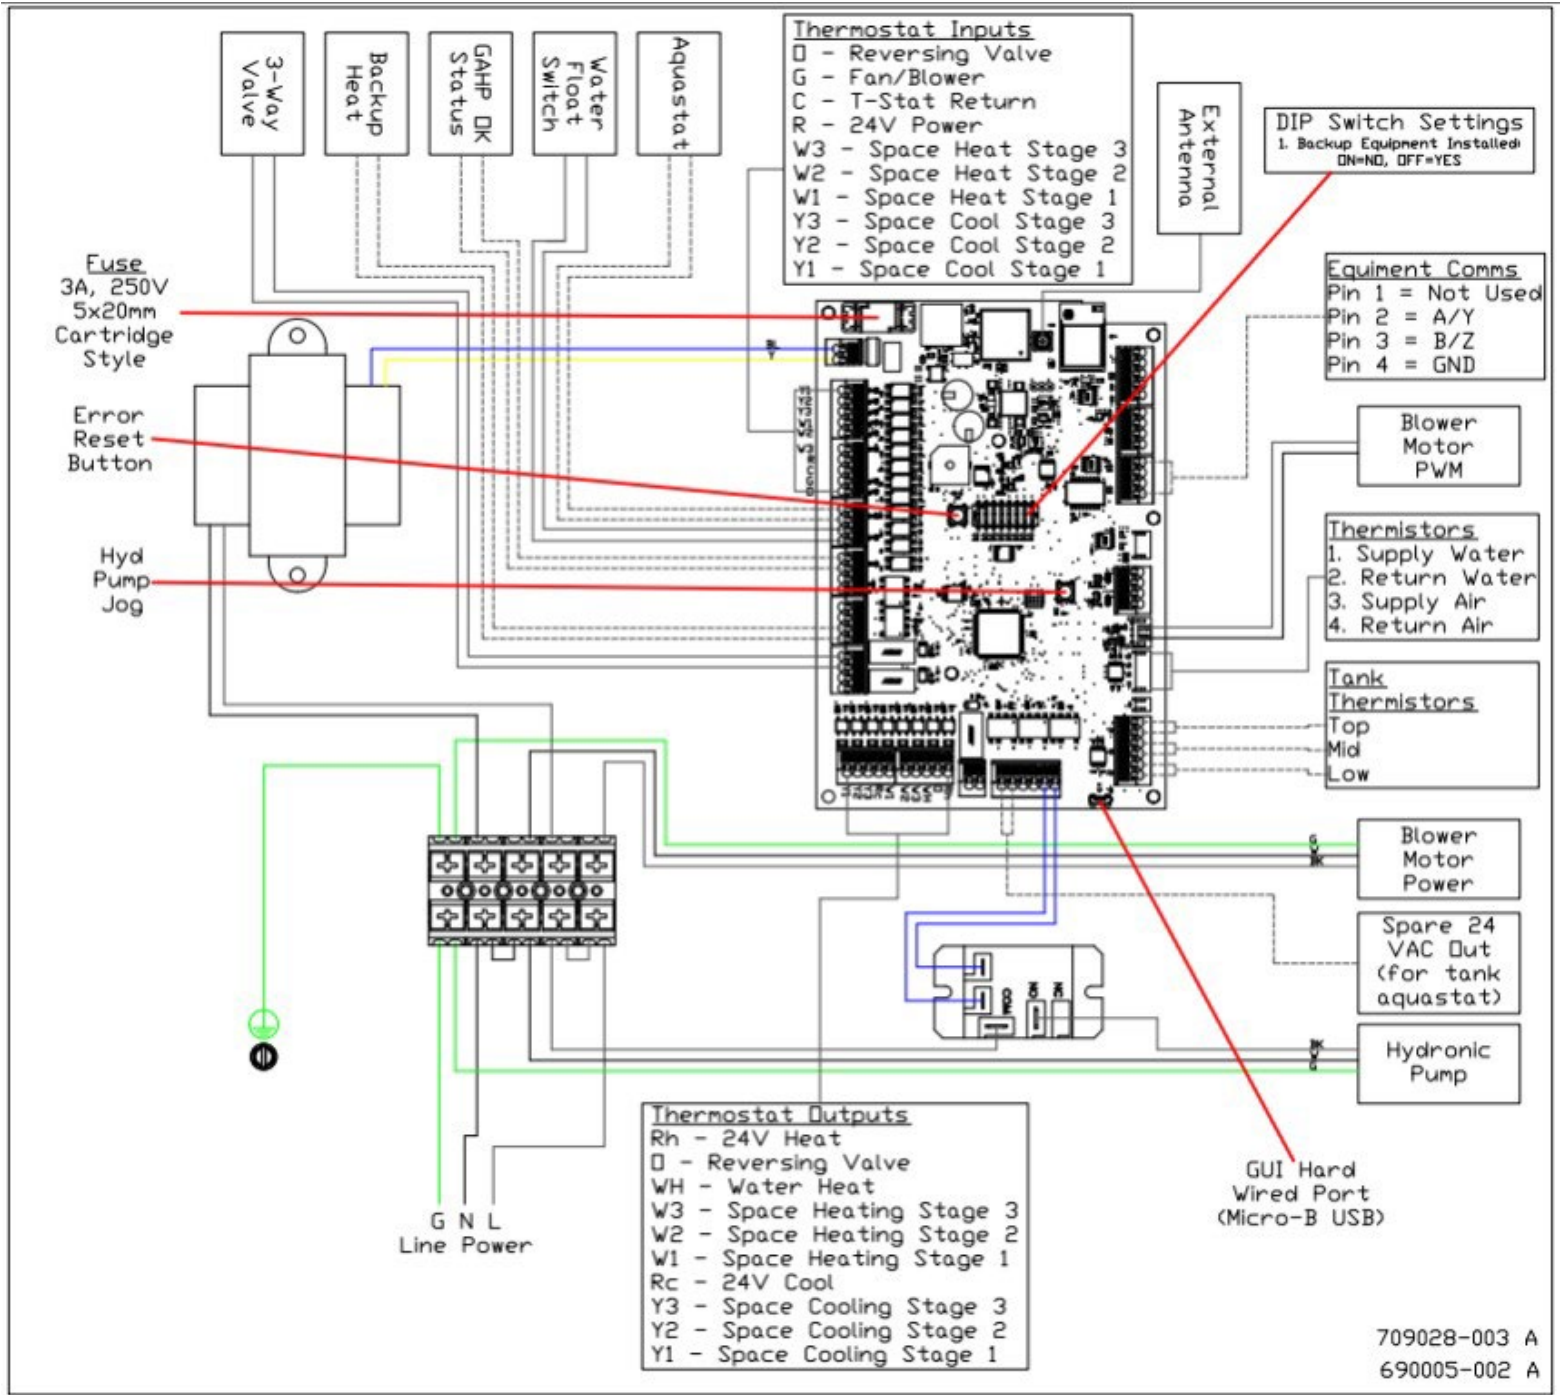 3-Way
Valve
Backup
Heat
GAHP OK
Status
Water
Float
Switch
Aquastat
Thermostat Inputs
O - Reversing Valve
G - Fan/Blower
C - T-Stat Return
R - 24V Power
W3 - Space Heat Stage 3
W2 - Space Heat Stage 2
W1 - Space Heat Stage 1
Y3 - Space Cool Stage 3
Y2 - Space Cool Stage 2
Y1 - Space Cool Stage 1
External
Antenna
DIP Switch Settings
1. Backup Equipment Installed:
ON=NO, OFF=YES
Fuse
3A, 250V
5x20mm
Cartridge
Style
Equiment Comms
Pin 1 = Not Used
Pin 2 = A/Y
Pin 3 = B/Z
Pin 4 = GND
Error
Reset
Button
Blower
Motor
PWM
Hyd
Pump
Jog
Thermistors
1. Supply Water
2. Return Water
3. Supply Air
4. Return Air
Tank
Thermistors
Top
Mid
Low
Blower
Motor
Power
G
BK
Spare 24
VAC Out
(for tank
aquastat)
COM
NO
NC
BK
G
Hydronic
Pump
Thermostat Outputs
Rh - 24V Heat
O - Reversing Valve
WH - Water Heat
W3 - Space Heating Stage 3
W2 - Space Heating Stage 2
W1 - Space Heating Stage 1
Rc - 24V Cool
Y3 - Space Cooling Stage 3
Y2 - Space Cooling Stage 2
Y1 - Space Cooling Stage 1
GUI Hard
Wired Port
(Micro-B USB)
G N L
Line Power
709028-003 A
690005-002 A